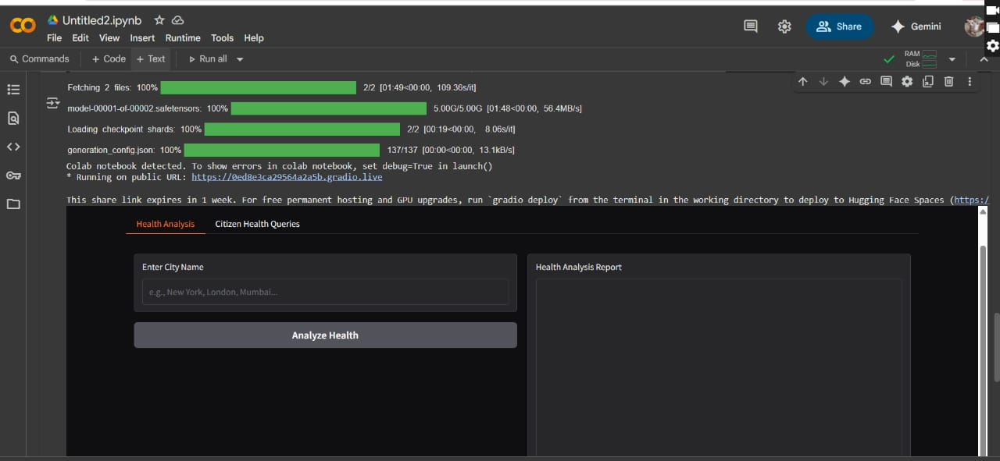 Untitled2.ipynb
File Edit View Insert Runtime Tools Help
Share
Gemini
Commands + Code + Text Run all
RAM
Disk
Fetching 2 files: 100% 2/2 [01:49<00:00, 109.36s/it]
model-00001-of-00002.safetensors: 100% 5.00G/5.00G [01:48<00:00, 56.4MB/s]
Loading checkpoint shards: 100% 2/2 [00:19<00:00, 8.06s/it]
generation_config.json: 100% 137/137 [00:00<00:00, 13.1kB/s]
Colab notebook detected. To show errors in colab notebook, set debug=True in launch()
* Running on public URL: https://0ed8e3ca29564a2a5b.gradio.live
This share link expires in 1 week. For free permanent hosting and GPU upgrades, run `gradio deploy` from the terminal in the working directory to deploy to Hugging Face Spaces (https:/
Health Analysis Citizen Health Queries
Enter City Name
e.g., New York, London, Mumbai...
Analyze Health
Health Analysis Report